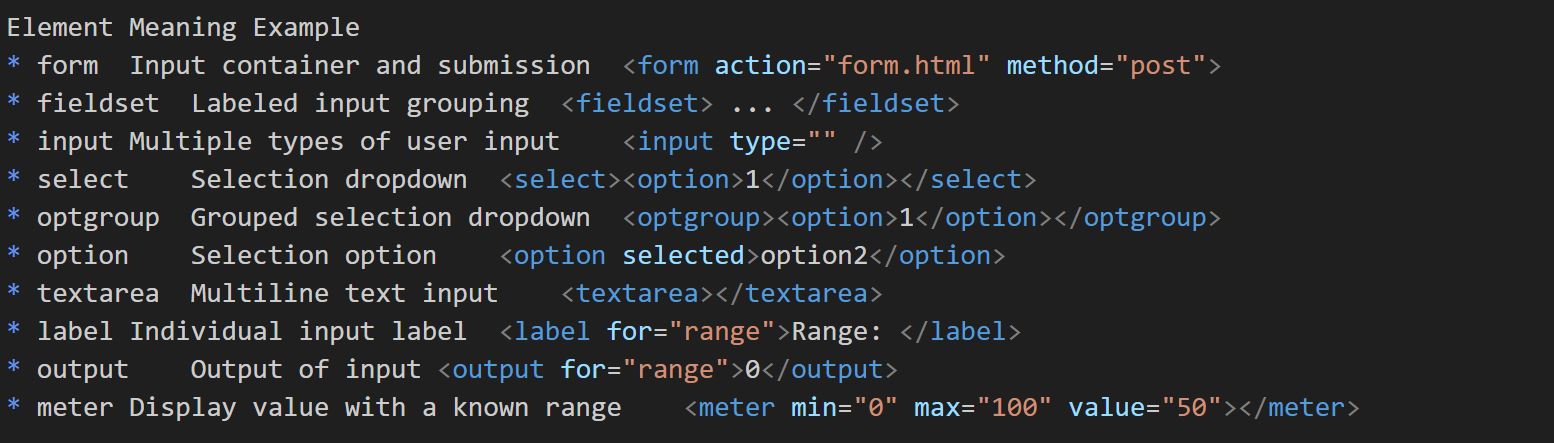 Element Meaning Example
* form  Input container and submission  <form action="form.html" method="post">
* fieldset  Labeled input grouping  <fieldset> ... </fieldset>
* input Multiple types of user input    <input type="" />
* select    Selection dropdown  <select><option>1</option></select>
* optgroup  Grouped selection dropdown  <optgroup><option>1</option></optgroup>
* option    Selection option    <option selected>option2</option>
* textarea  Multiline text input    <textarea></textarea>
* label Individual input label  <label for="range">Range: </label>
* output    Output of input <output for="range">0</output>
* meter Display value with a known range    <meter min="0" max="100" value="50"></meter>